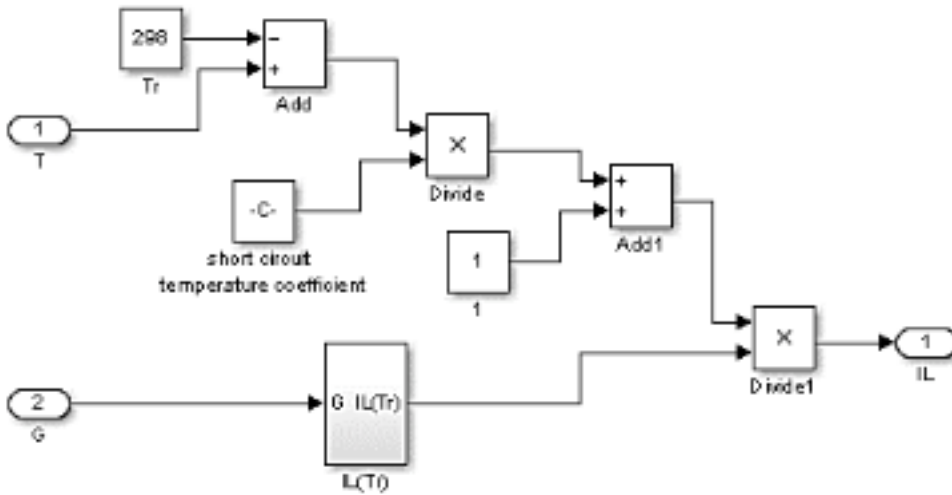 298
Tr
−
+
Add
1
T
×
Divide
-C-
short circuit
temperature coefficient
+
+
Add1
1
1
×
Divide1
1
IL
2
G
G IL(Tr)
IL(Tr)